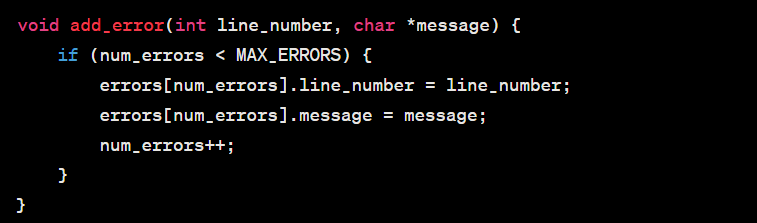 void add_error(int line_number, char *message) {
    if (num_errors < MAX_ERRORS) {
        errors[num_errors].line_number = line_number;
        errors[num_errors].message = message;
        num_errors++;
    }
}